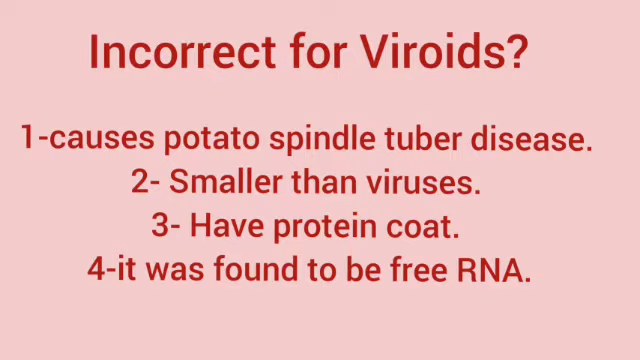 Incorrect for Viroids?
1-causes potato spindle tuber disease.
2- Smaller than viruses.
3- Have protein coat.
4-it was found to be free RNA.